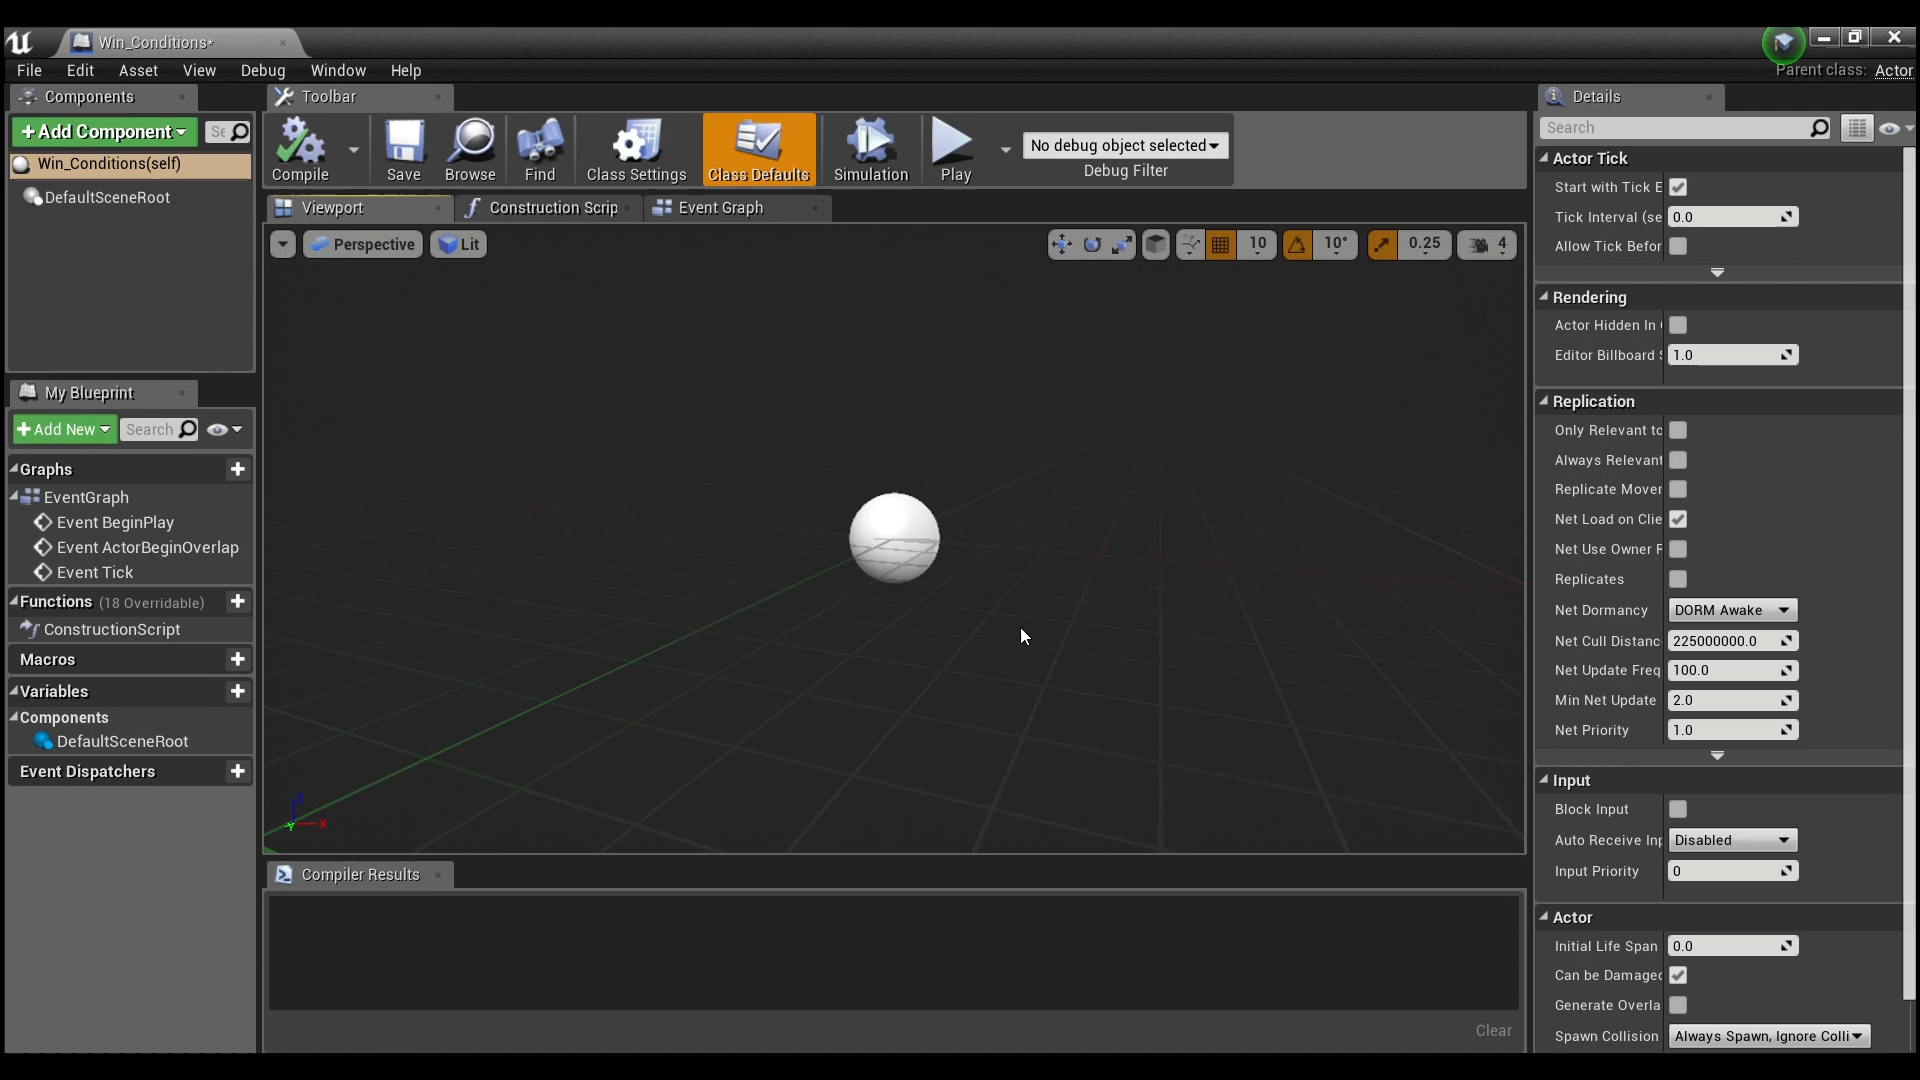 Win_Conditions*
File Edit Asset View Debug Window Help
Parent class: Actor
Components
+Add Component
Se
Win_Conditions(self)
DefaultSceneRoot
My Blueprint
+Add New
Search
Graphs
EventGraph
Event BeginPlay
Event ActorBeginOverlap
Event Tick
Functions (18 Overridable)
ConstructionScript
Macros
Variables
Components
DefaultSceneRoot
Event Dispatchers
Toolbar
Compile
Save
Browse
Find
Class Settings
Class Defaults
Simulation
Play
No debug object selected
Debug Filter
Viewport
Construction Scrip
Event Graph
Perspective
Lit
10
10°
0.25
4
Z
Y
X
Compiler Results
Clear
Details
Search
Actor Tick
Start with Tick E
Tick Interval (se 0.0
Allow Tick Befor
Rendering
Actor Hidden In
Editor Billboard S 1.0
Replication
Only Relevant to
Always Relevant
Replicate Mover
Net Load on Clie
Net Use Owner R
Replicates
Net Dormancy DORM Awake
Net Cull Distanc 225000000.0
Net Update Freq 100.0
Min Net Update 2.0
Net Priority 1.0
Input
Block Input
Auto Receive Inp Disabled
Input Priority 0
Actor
Initial Life Span 0.0
Can be Damaged
Generate Overla
Spawn Collision Always Spawn, Ignore Colli